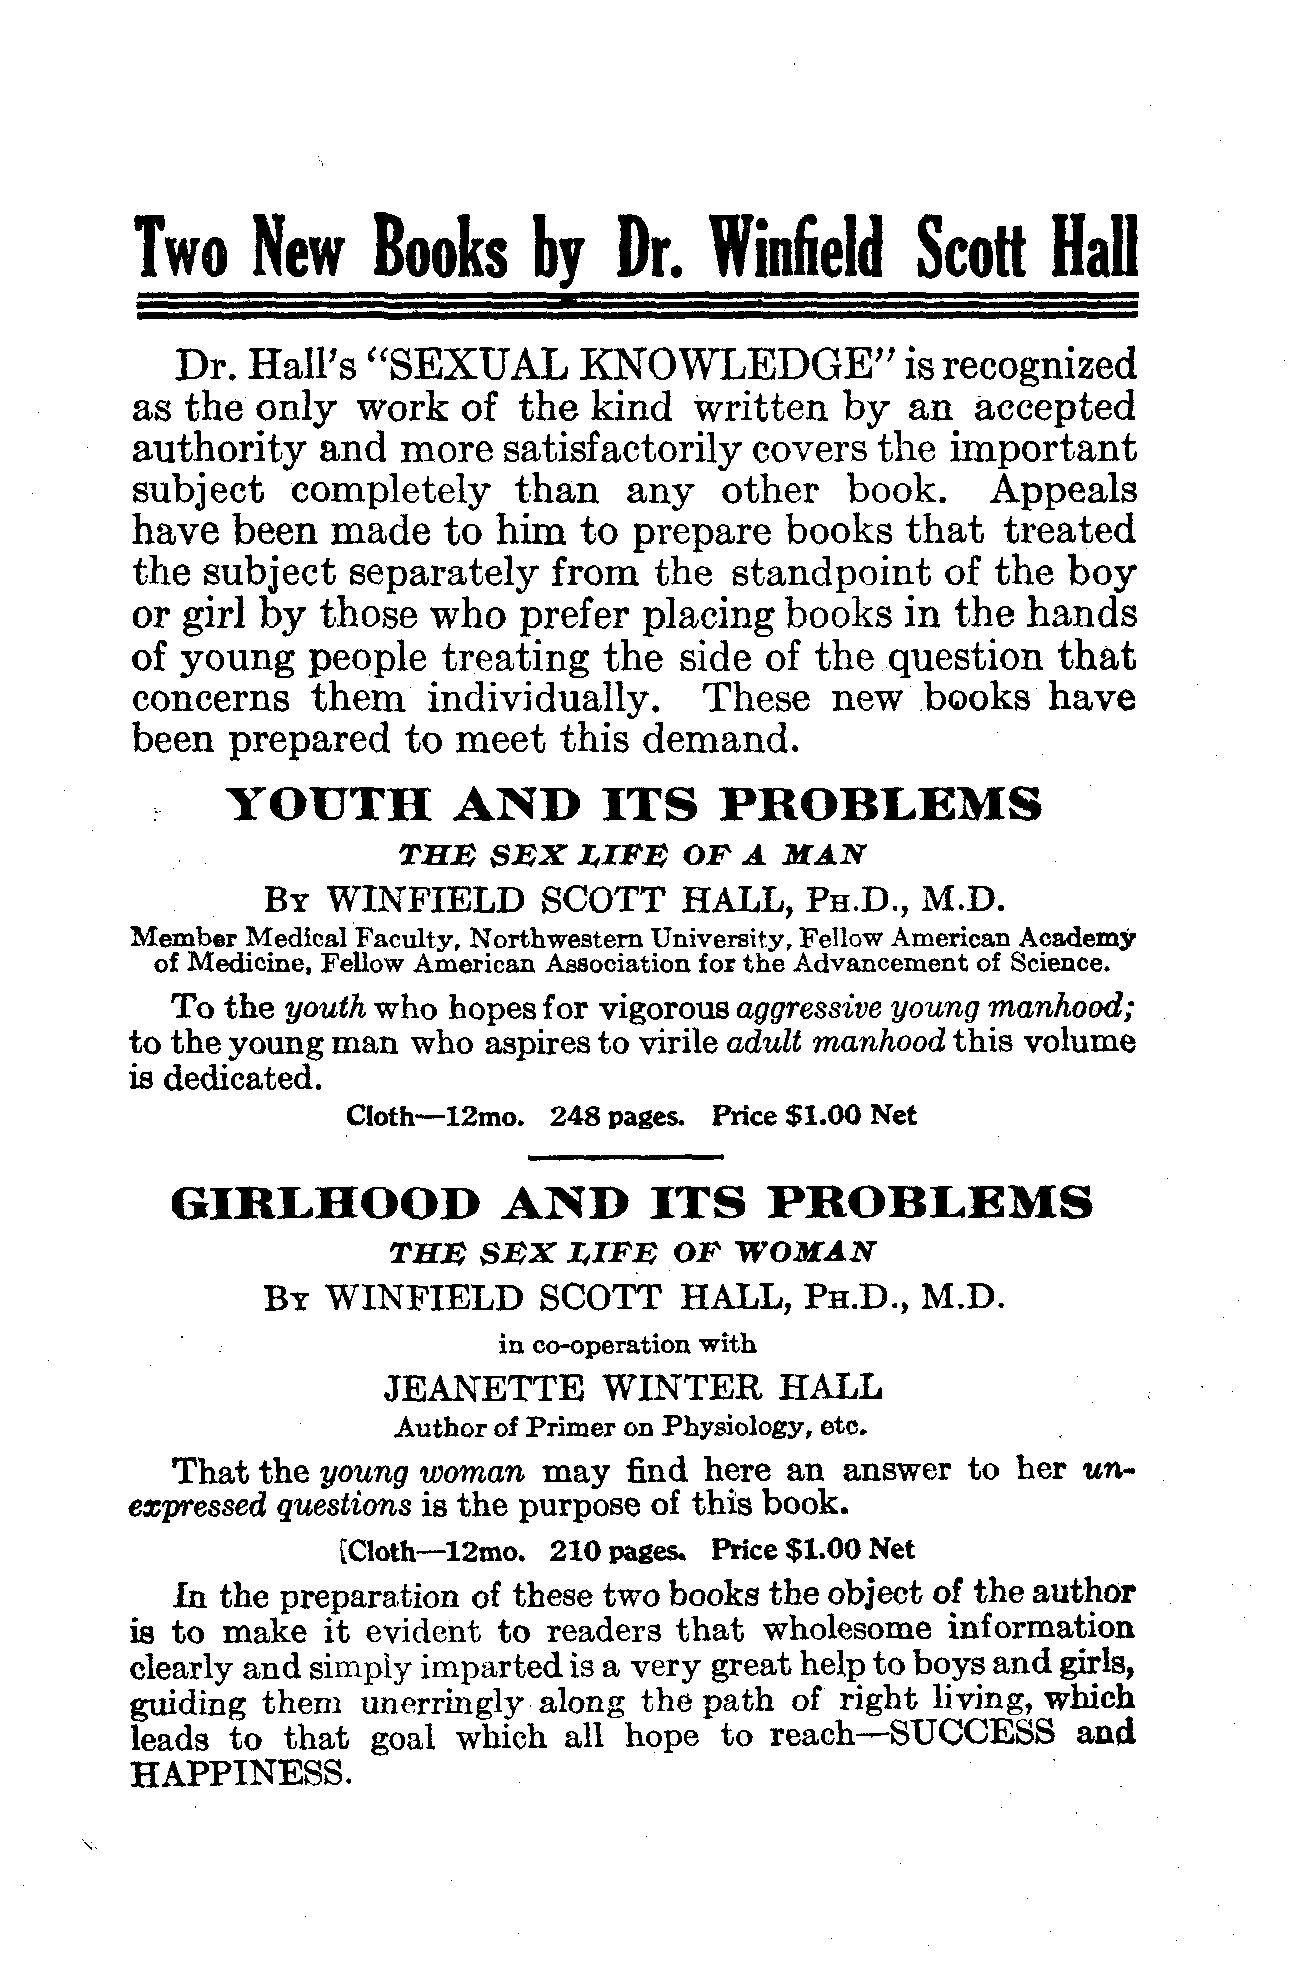 Two New Books by Dr. Winfield Scott Hall
Dr. Hall's "SEXUAL KNOWLEDGE" is recognized
as the only work of the kind written by an accepted
authority and more satisfactorily covers the important
subject completely than any other book. Appeals
have been made to him to prepare books that treated
the subject separately from the standpoint of the boy
or girl by those who prefer placing books in the hands
of young people treating the side of the question that
concerns them individually. These new books have
been prepared to meet this demand.
YOUTH AND ITS PROBLEMS
THE SEX LIFE OF A MAN
By WINFIELD SCOTT HALL, Ph.D., M.D.
Member Medical Faculty, Northwestern University, Fellow American Academy
of Medicine, Fellow American Association for the Advancement of Science.
To the youth who hopes for vigorous aggressive young manhood;
to the young man who aspires to virile adult manhood this volume
is dedicated.
Cloth—12mo. 248 pages. Price $1.00 Net
GIRLHOOD AND ITS PROBLEMS
THE SEX LIFE OF WOMAN
By WINFIELD SCOTT HALL, Ph.D., M.D.
in co-operation with
JEANETTE WINTER HALL
Author of Primer on Physiology, etc.
That the young woman may find here an answer to her un-
expressed questions is the purpose of this book.
[Cloth—12mo. 210 pages. Price $1.00 Net
In the preparation of these two books the object of the author
is to make it evident to readers that wholesome information
clearly and simply imparted is a very great help to boys and girls,
guiding them unerringly along the path of right living, which
leads to that goal which all hope to reach—SUCCESS and
HAPPINESS.